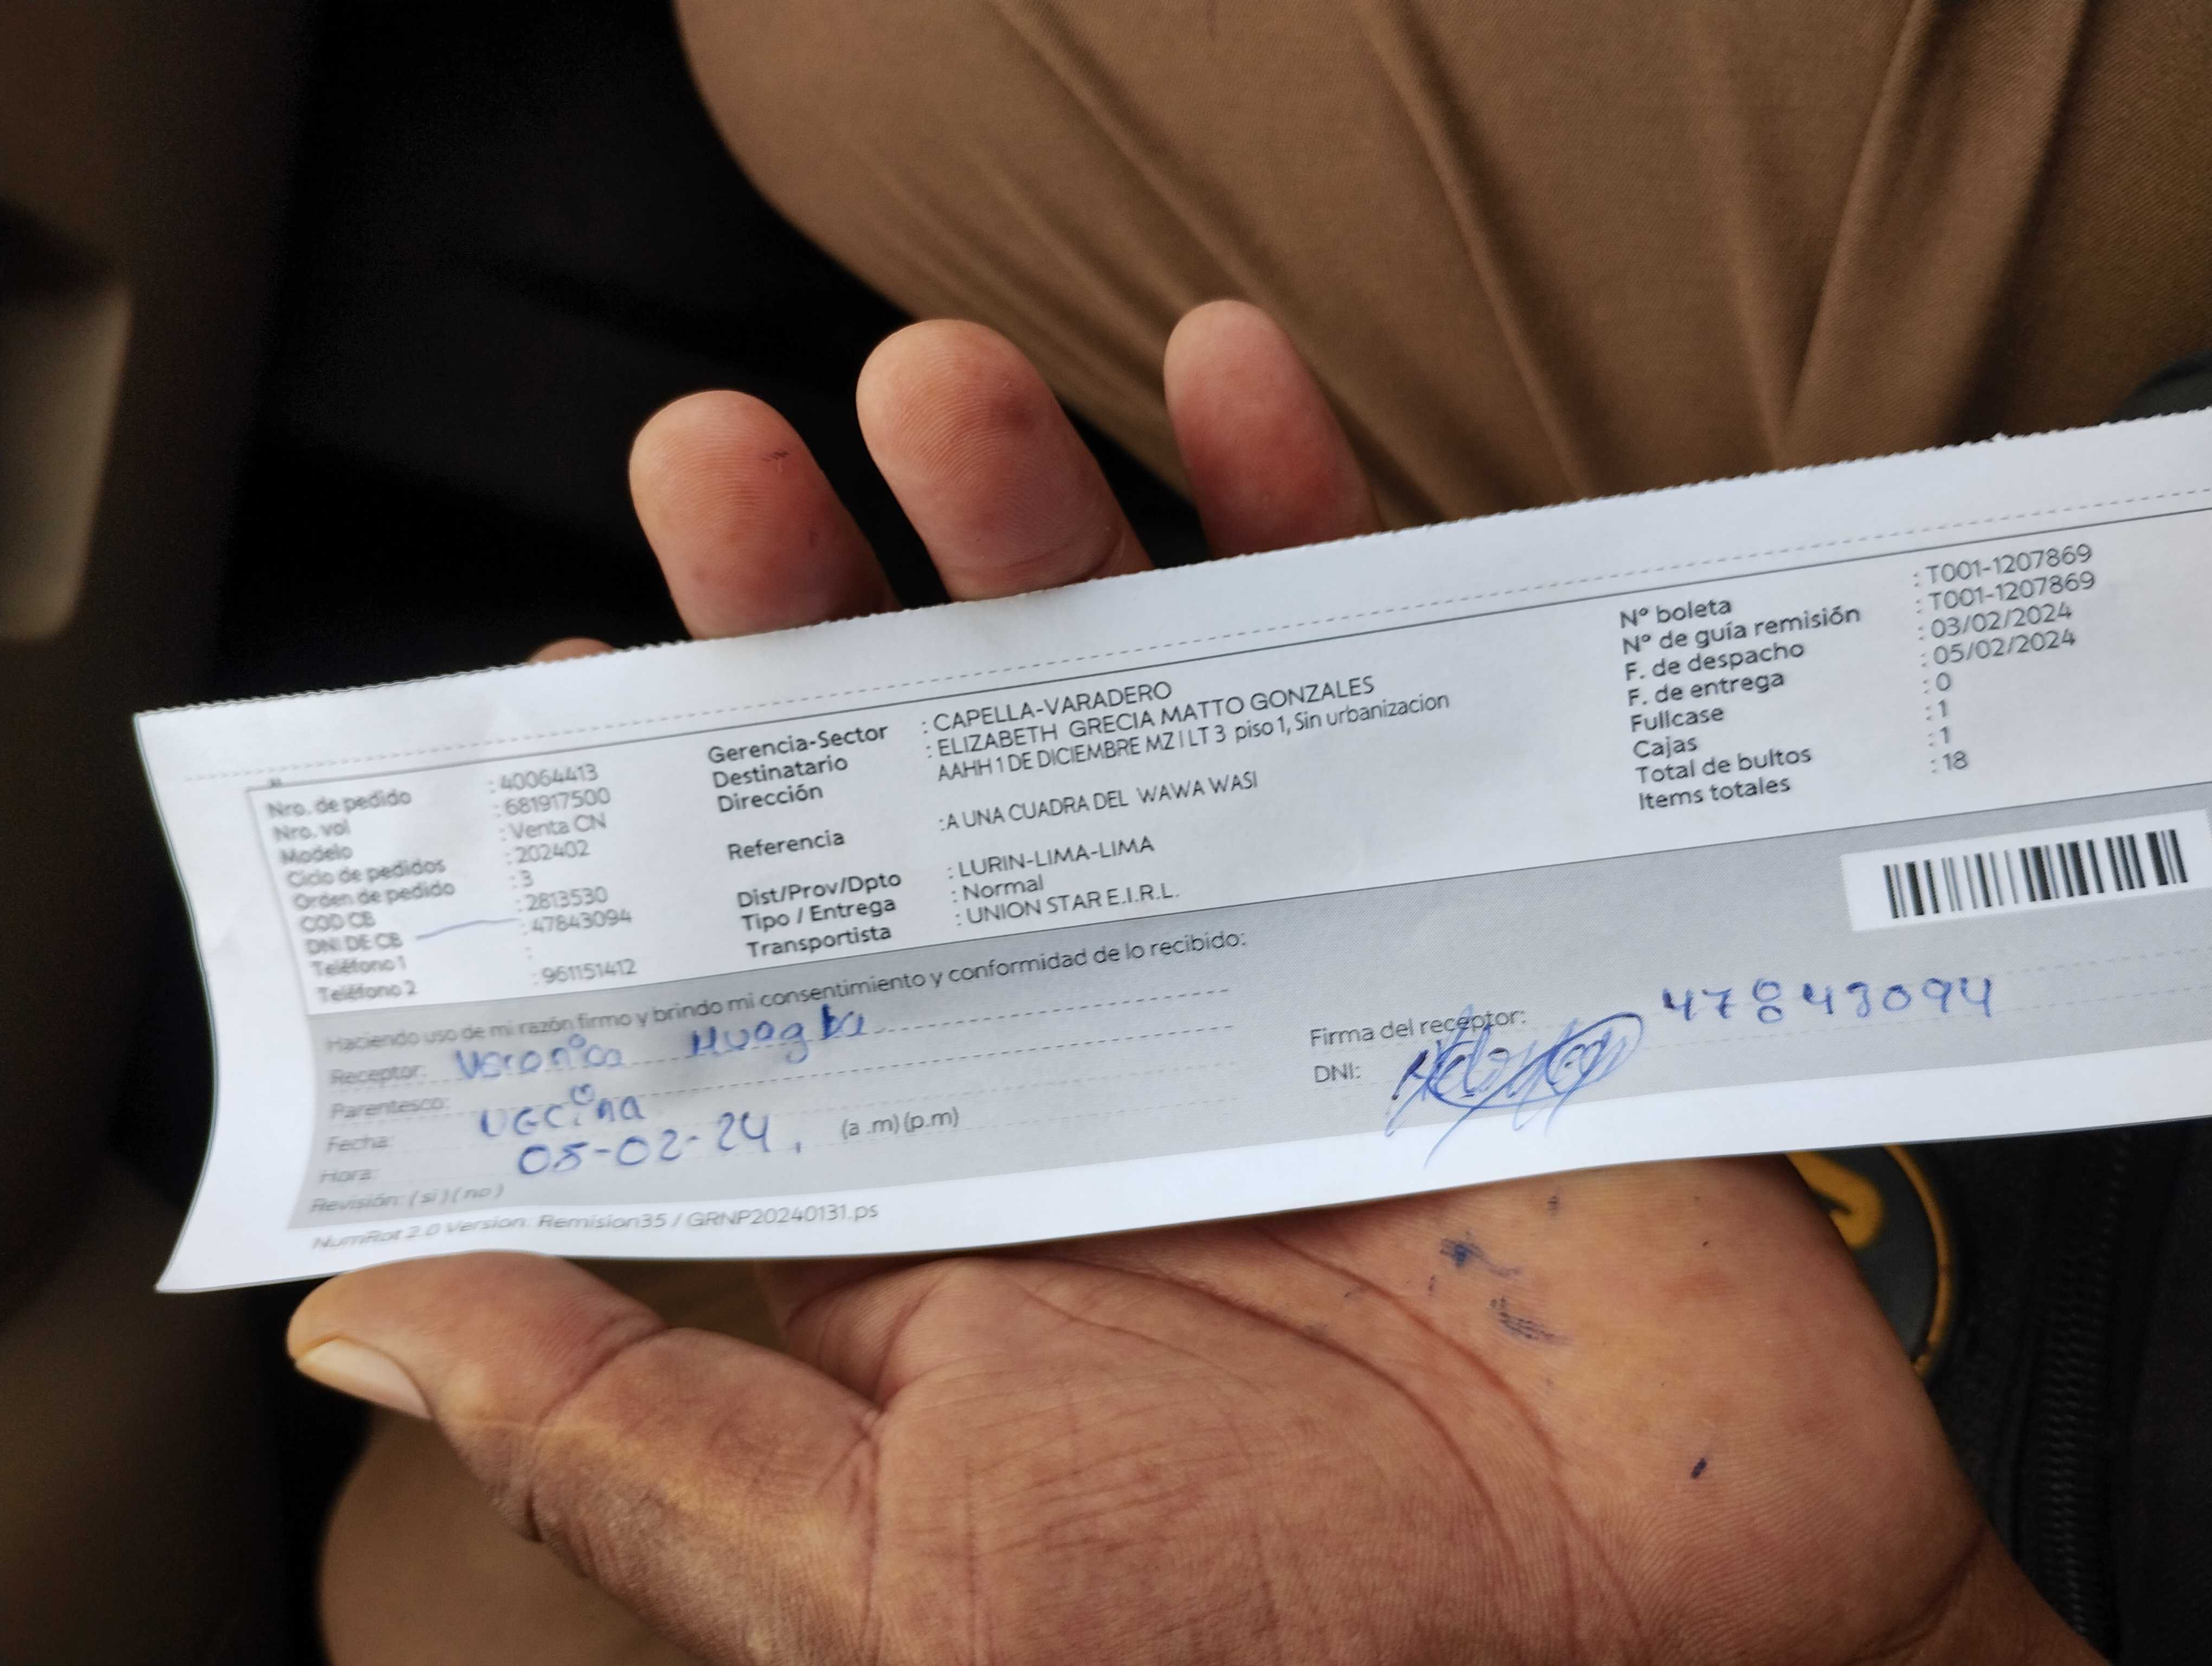 Nro. de pedido : 40064413
Nro. vol : 681917500
Modelo : Venta CN
Ciclo de pedidos : 202402
Orden de pedido : 3
COD CB : 2813530
DNI DE CB : 47843094
Teléfono 1 :
Teléfono 2 : 961151412
Gerencia-Sector : CAPELLA-VARADERO
Destinatario : ELIZABETH GRECIA MATTO GONZALES
Dirección AAHH 1 DE DICIEMBRE MZ I LT 3 piso 1, Sin urbanizacion
Referencia :A UNA CUADRA DEL WAWA WASI
Dist/Prov/Dpto : LURIN-LIMA-LIMA
Tipo / Entrega : Normal
Transportista : UNION STAR E.I.R.L.
Nº boleta : T001-1207869
Nº de guía remisión : T001-1207869
F. de despacho : 03/02/2024
F. de entrega : 05/02/2024
Fullcase : 0
Cajas : 1
Total de bultos : 1
Items totales : 18
Haciendo uso de mi razón firmo y brindo mi consentimiento y conformidad de lo recibido:
Receptor: Veronica
Parentesco: vecina
Fecha: 05-02-24,
Hora: (a .m) (p.m)
Revisión: ( si ) ( no )
Firma del receptor:
DNI: 47843094
NumRot 2.0 Version: Remision35 / GRNP20240131.ps